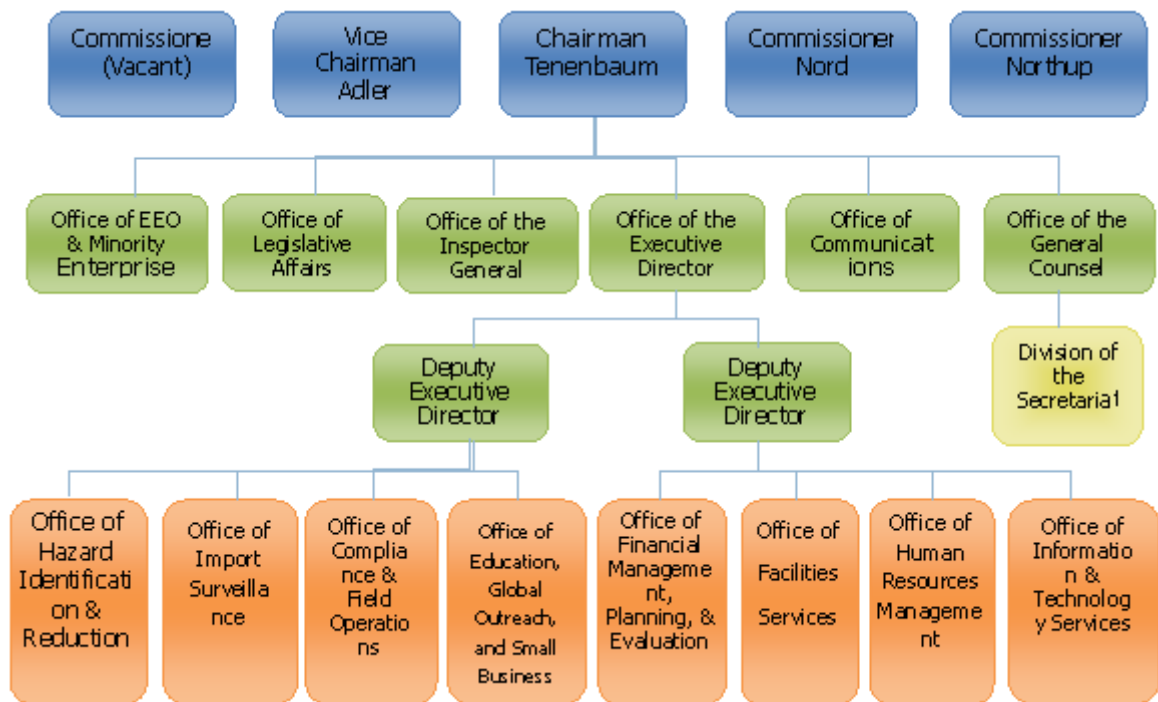 Commissione
(Vacant)
Vice
Chairman
Adler
Chairman
Tenenbaum
Commissioner
Nord
Commissioner
Northup
Office of EEO
& Minority
Enterprise
Office of
Legislative
Affairs
Office of the
Inspector
General
Office of the
Executive
Director
Office of
Communicat
ions
Office of the
General
Counsel
Deputy
Executive
Director
Deputy
Executive
Director
Division of
the
Secretariat
Office of
Hazard
Identificati
on &
Reduction
Office of
Import
Surveilla
nce
Office of
Complia
nce &
Field
Operatio
ns
Office of
Education,
Global
Outreach,
and Small
Business
Office of
Financial
Manageme
nt,
Planning, &
Evaluation
Office of
Facilities
Services
Office of
Human
Resources
Manageme
nt
Office of
Informatio
n &
Technolog
y Services